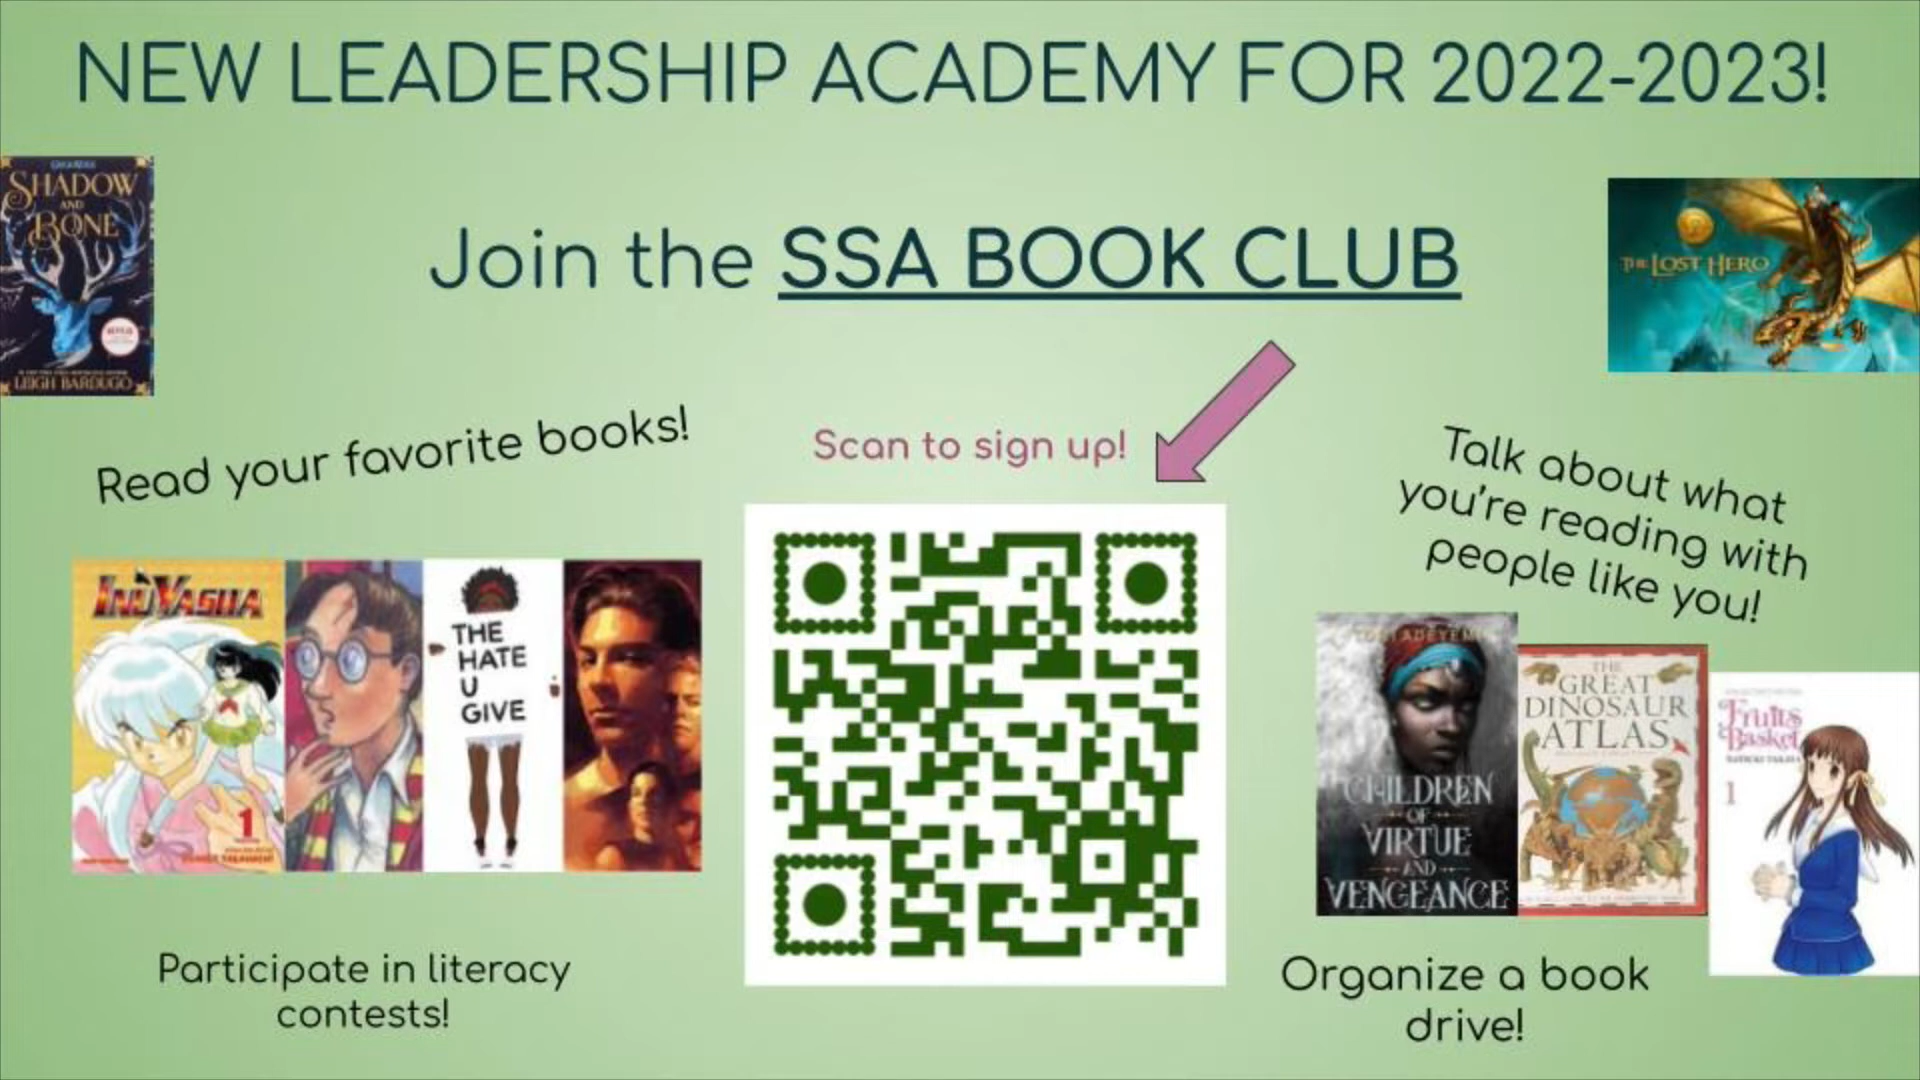 NEW LEADERSHIP ACADEMY FOR 2022-2023!
Join the SSA BOOK CLUB
SHADOW
AND
BONE
LEIGH BARDUGO
THE LOST HERO
Read your favorite books!
Scan to sign up!
Talk about what
you're reading with
people like you!
INUYASHA
1
THE
HATE
U
GIVE
CHILDREN
OF
VIRTUE
AND
VENGEANCE
THE
GREAT
DINOSAUR
ATLAS
Fruits
Basket
1
Participate in literacy
contests!
Organize a book
drive!